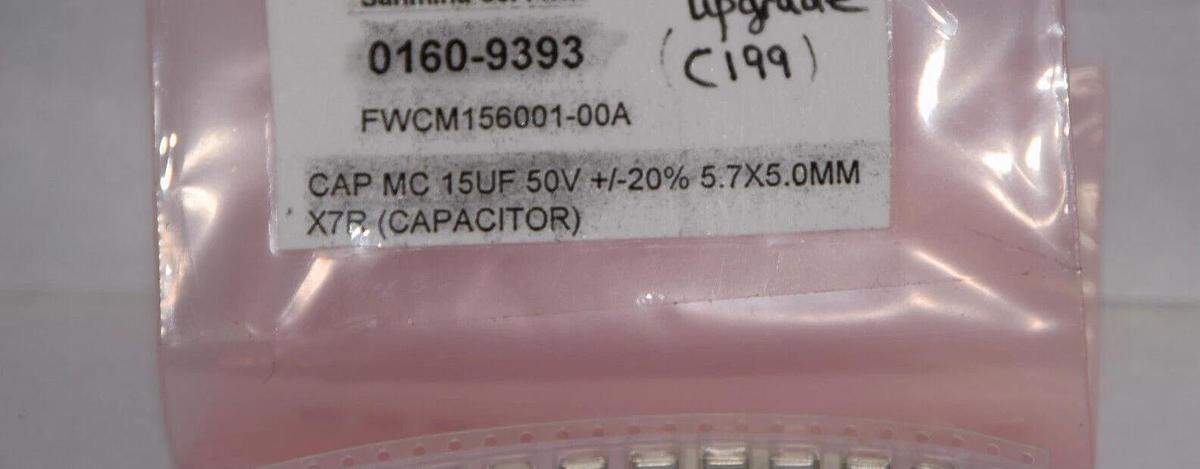 upgrade
0160-9393
(C199)
FWCM156001-00A
CAP MC 15UF 50V +/-20% 5.7X5.0MM
X7R (CAPACITOR)